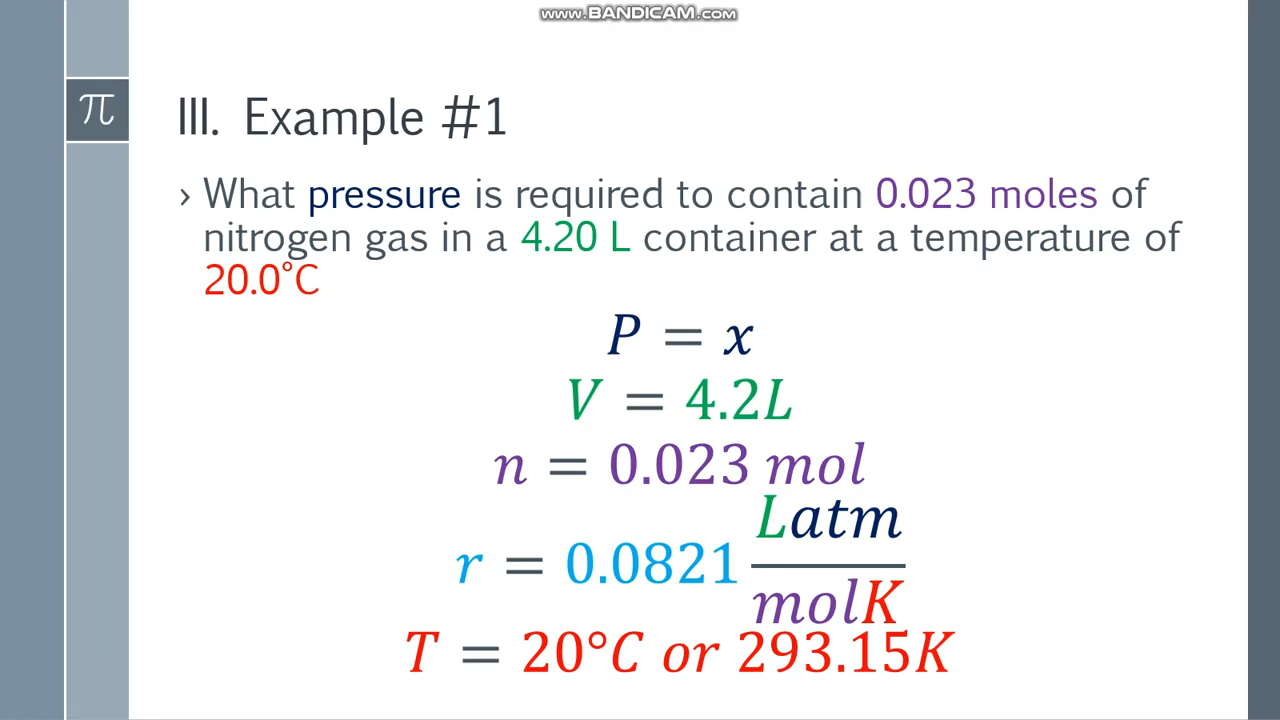 www.BANDICAM.com
π
III. Example #1
› What pressure is required to contain 0.023 moles of
nitrogen gas in a 4.20 L container at a temperature of
20.0°C
P = x
V = 4.2L
n = 0.023 mol
r = 0.0821 Latm
molK
T = 20°C or 293.15K